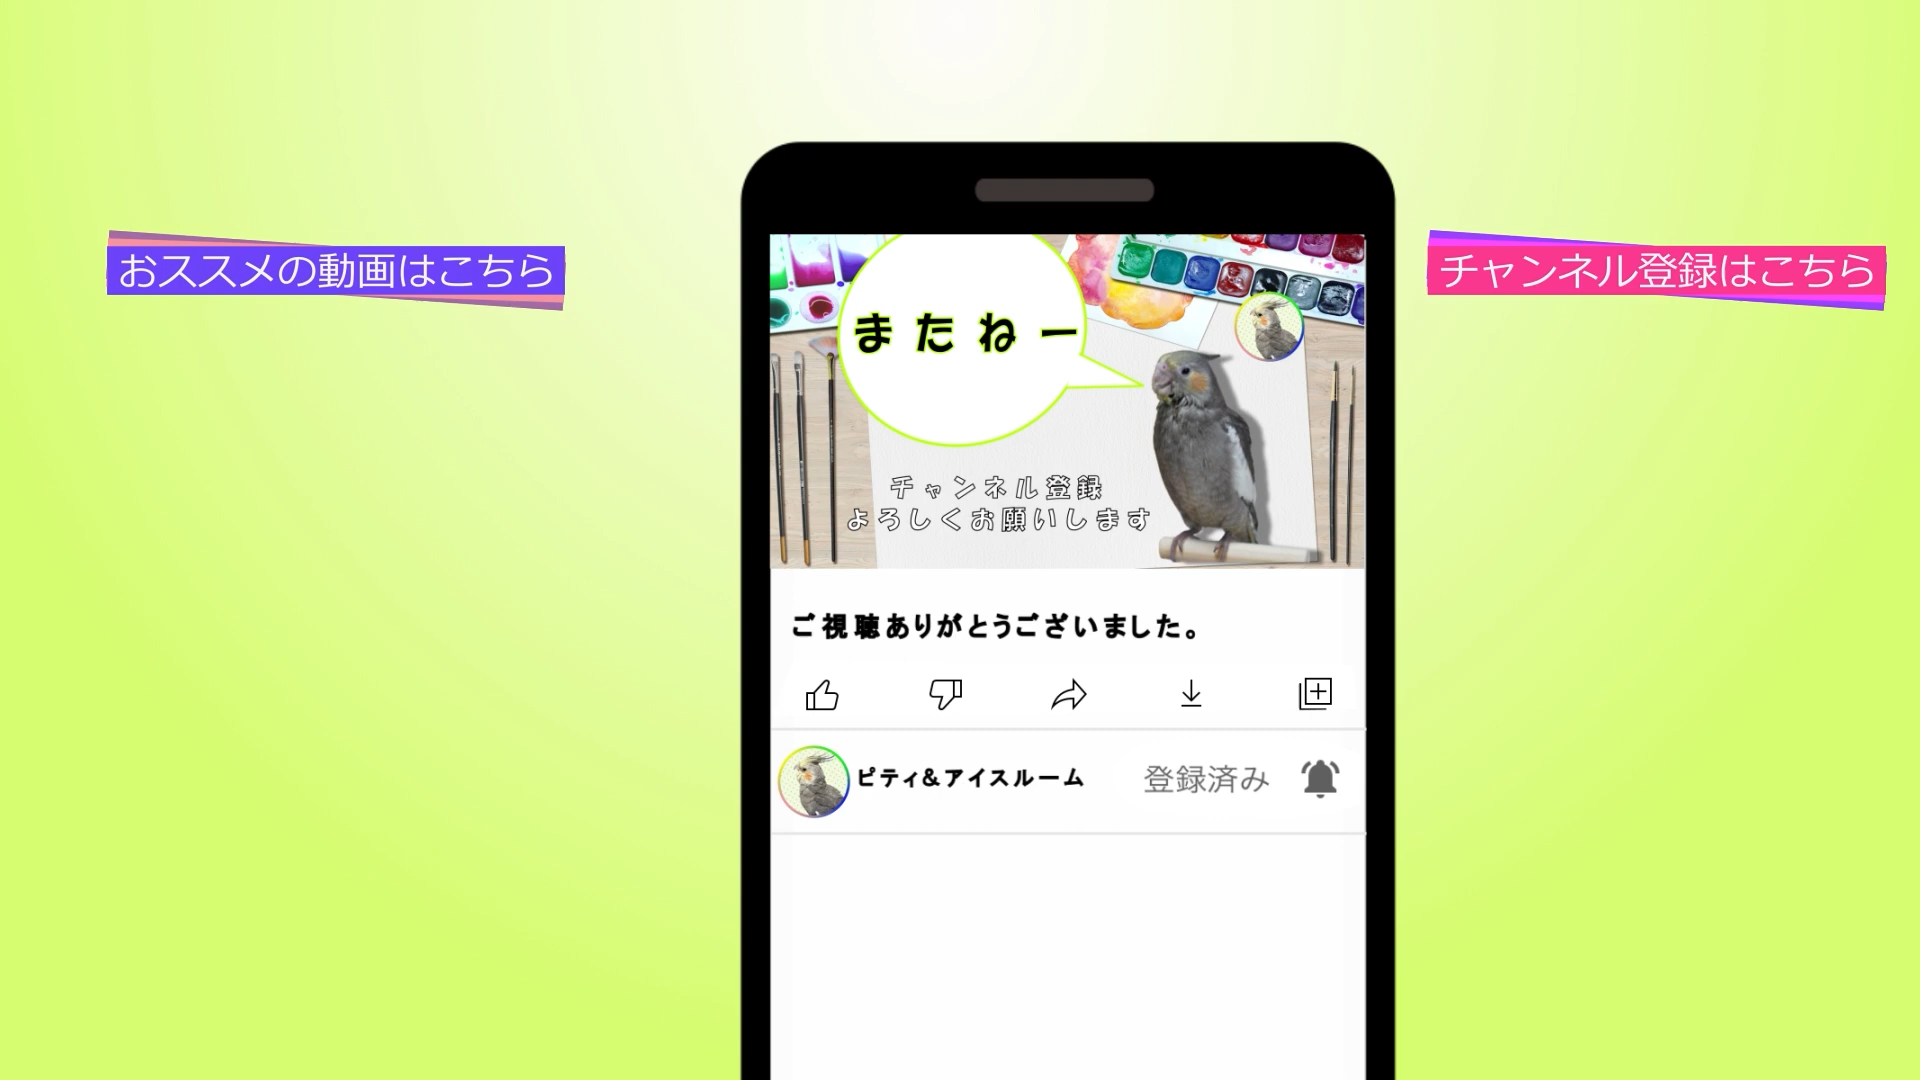 おススメの動画はこちら
チャンネル登録はこちら
またねー
チャンネル登録
よろしくお願いします
ご視聴ありがとうございました。
ピティ&アイスルーム
登録済み